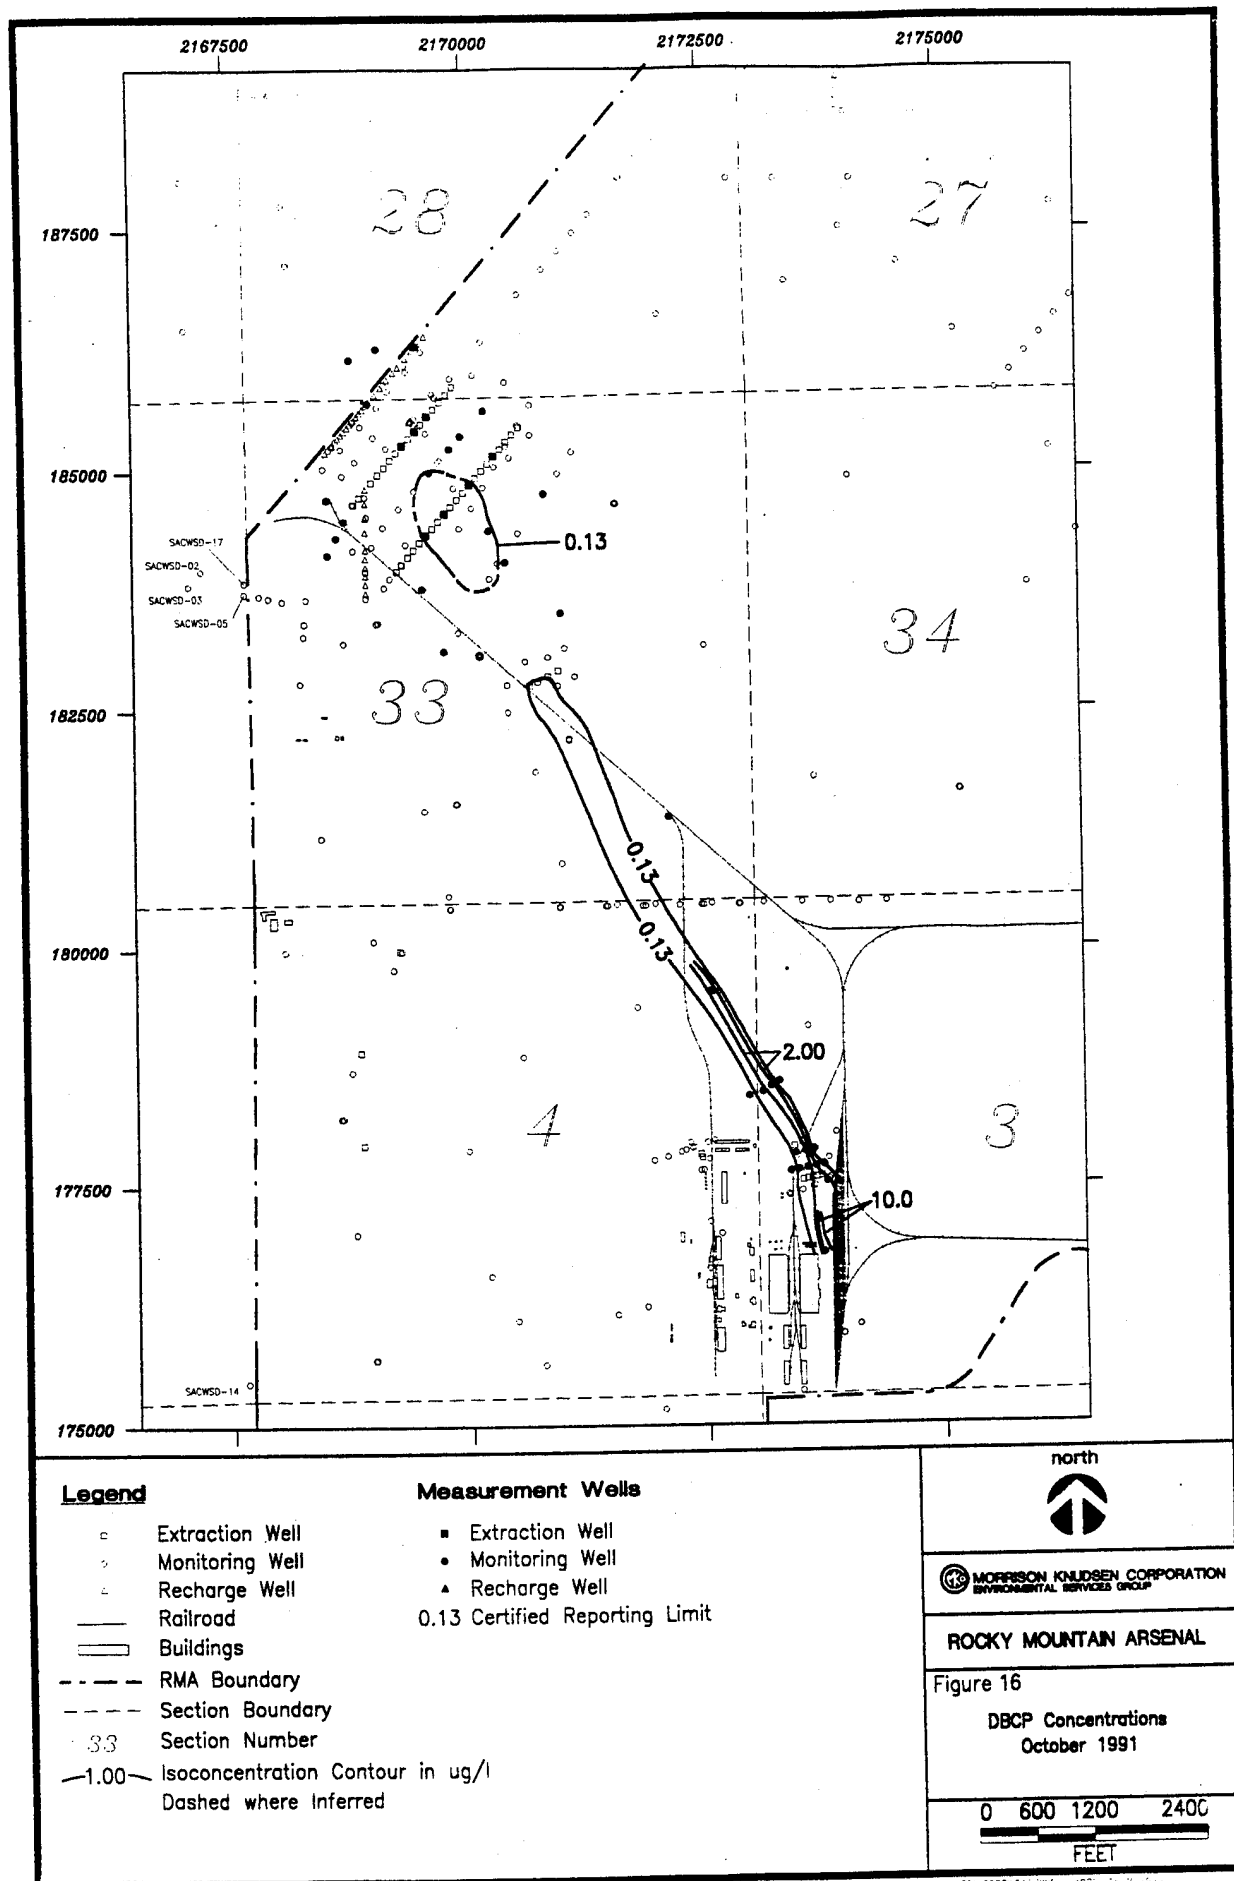 2167500 2170000 2172500 2175000
28
27
187500
185000
SACWSD-17
SACWSD-02
SACWSD-03
SACWSD-05
0.13
34
33
182500
0.13
0.13
180000
2.00
4
3
177500
10.0
SACWSD-14
175000
Legend
Extraction Well
Monitoring Well
Recharge Well
Railroad
Buildings
RMA Boundary
Section Boundary
33 Section Number
1.00 Isoconcentration Contour in ug/l
Dashed where Inferred
Measurement Wells
Extraction Well
Monitoring Well
Recharge Well
0.13 Certified Reporting Limit
north
MK MORRISON KNUDSEN CORPORATION
ENVIRONMENTAL SERVICES GROUP
ROCKY MOUNTAIN ARSENAL
Figure 16
DBCP Concentrations
October 1991
0 600 1200 2400
FEET